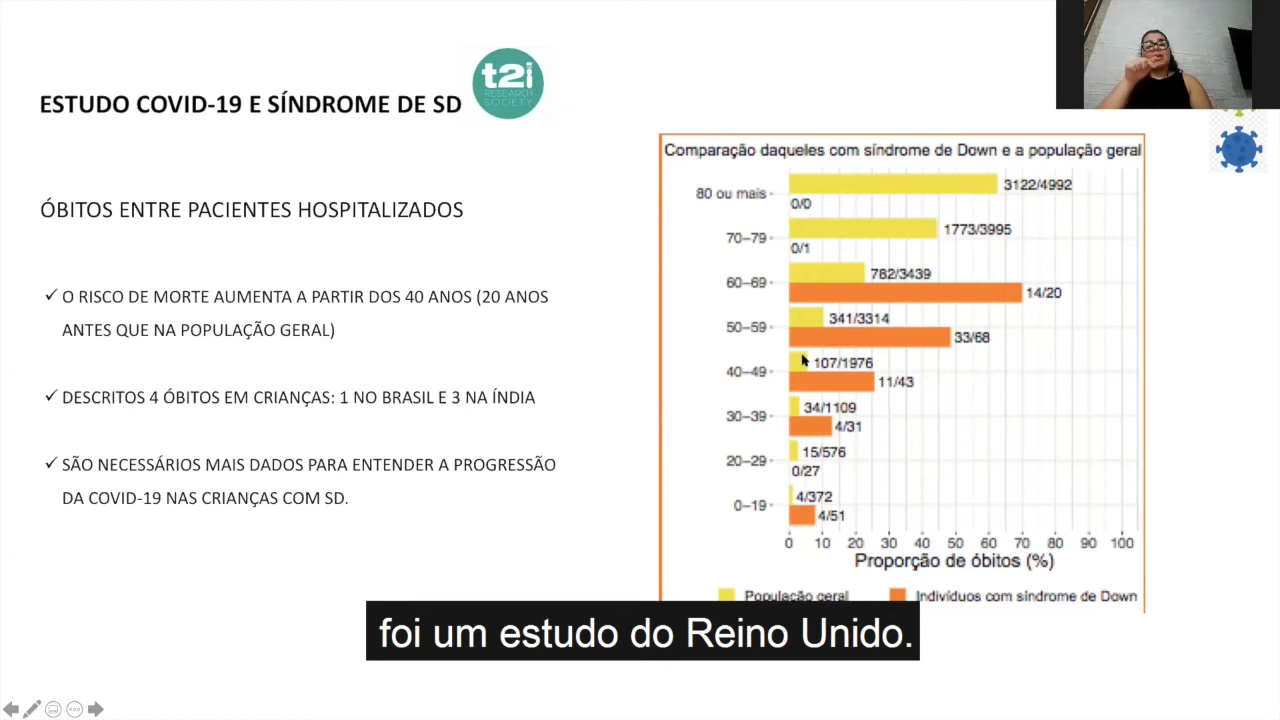 ESTUDO COVID-19 E SÍNDROME DE SD
t2i
RESEARCH
SOCIETY
ÓBITOS ENTRE PACIENTES HOSPITALIZADOS
✓ O RISCO DE MORTE AUMENTA A PARTIR DOS 40 ANOS (20 ANOS
ANTES QUE NA POPULAÇÃO GERAL)
✓ DESCRITOS 4 ÓBITOS EM CRIANÇAS: 1 NO BRASIL E 3 NA ÍNDIA
✓ SÃO NECESSÁRIOS MAIS DADOS PARA ENTENDER A PROGRESSÃO
DA COVID-19 NAS CRIANÇAS COM SD.
Comparação daqueles com síndrome de Down e a população geral
80 ou mais
3122/4992
0/0
70–79
1773/3995
0/1
60–69
782/3439
14/20
50–59
341/3314
33/68
40–49
107/1976
11/43
30–39
34/1109
4/31
20–29
15/576
0/27
0–19
4/372
4/51
0 10 20 30 40 50 60 70 80 90 100
Proporção de óbitos (%)
População geral
Indivíduos com síndrome de Down
foi um estudo do Reino Unido.